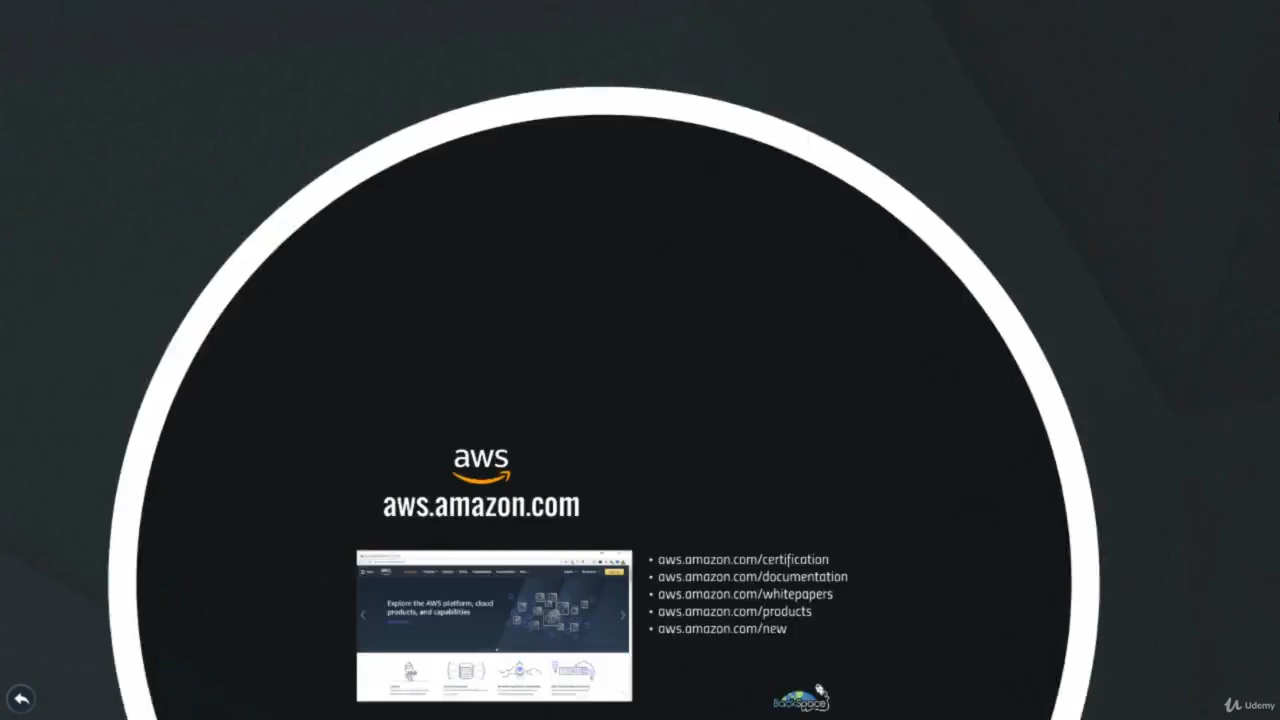 aws
aws.amazon.com
Explore the AWS platform, cloud
products, and capabilities
• aws.amazon.com/certification
• aws.amazon.com/documentation
• aws.amazon.com/whitepapers
• aws.amazon.com/products
• aws.amazon.com/new
BackSpace
Udemy